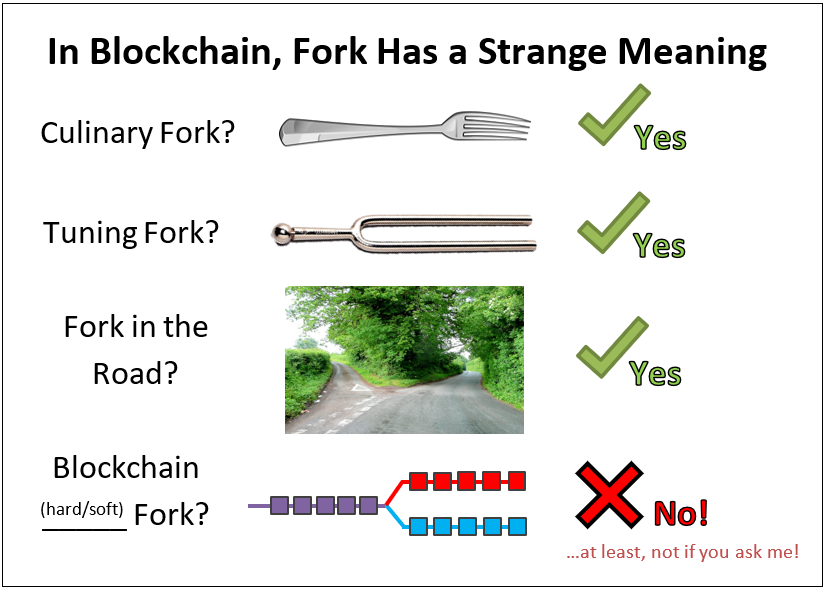 In Blockchain, Fork Has a Strange Meaning
Culinary Fork?
Yes
Tuning Fork?
Yes
Fork in the
Road?
Yes
Blockchain
(hard/soft) Fork?
No!
...at least, not if you ask me!